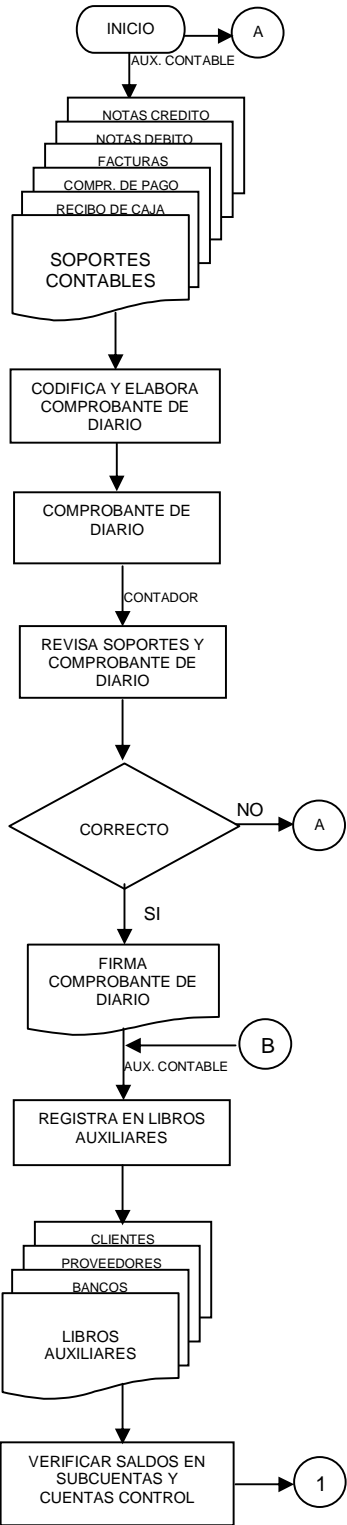 INICIO
A
AUX. CONTABLE
NOTAS CREDITO
NOTAS DEBITO
FACTURAS
COMPR. DE PAGO
RECIBO DE CAJA
SOPORTES
CONTABLES
CODIFICA Y ELABORA
COMPROBANTE DE
DIARIO
COMPROBANTE DE
DIARIO
CONTADOR
REVISA SOPORTES Y
COMPROBANTE DE
DIARIO
CORRECTO
NO
A
SI
FIRMA
COMPROBANTE DE
DIARIO
B
AUX. CONTABLE
REGISTRA EN LIBROS
AUXILIARES
CLIENTES
PROVEEDORES
BANCOS
LIBROS
AUXILIARES
VERIFICAR SALDOS EN
SUBCUENTAS Y
CUENTAS CONTROL
1